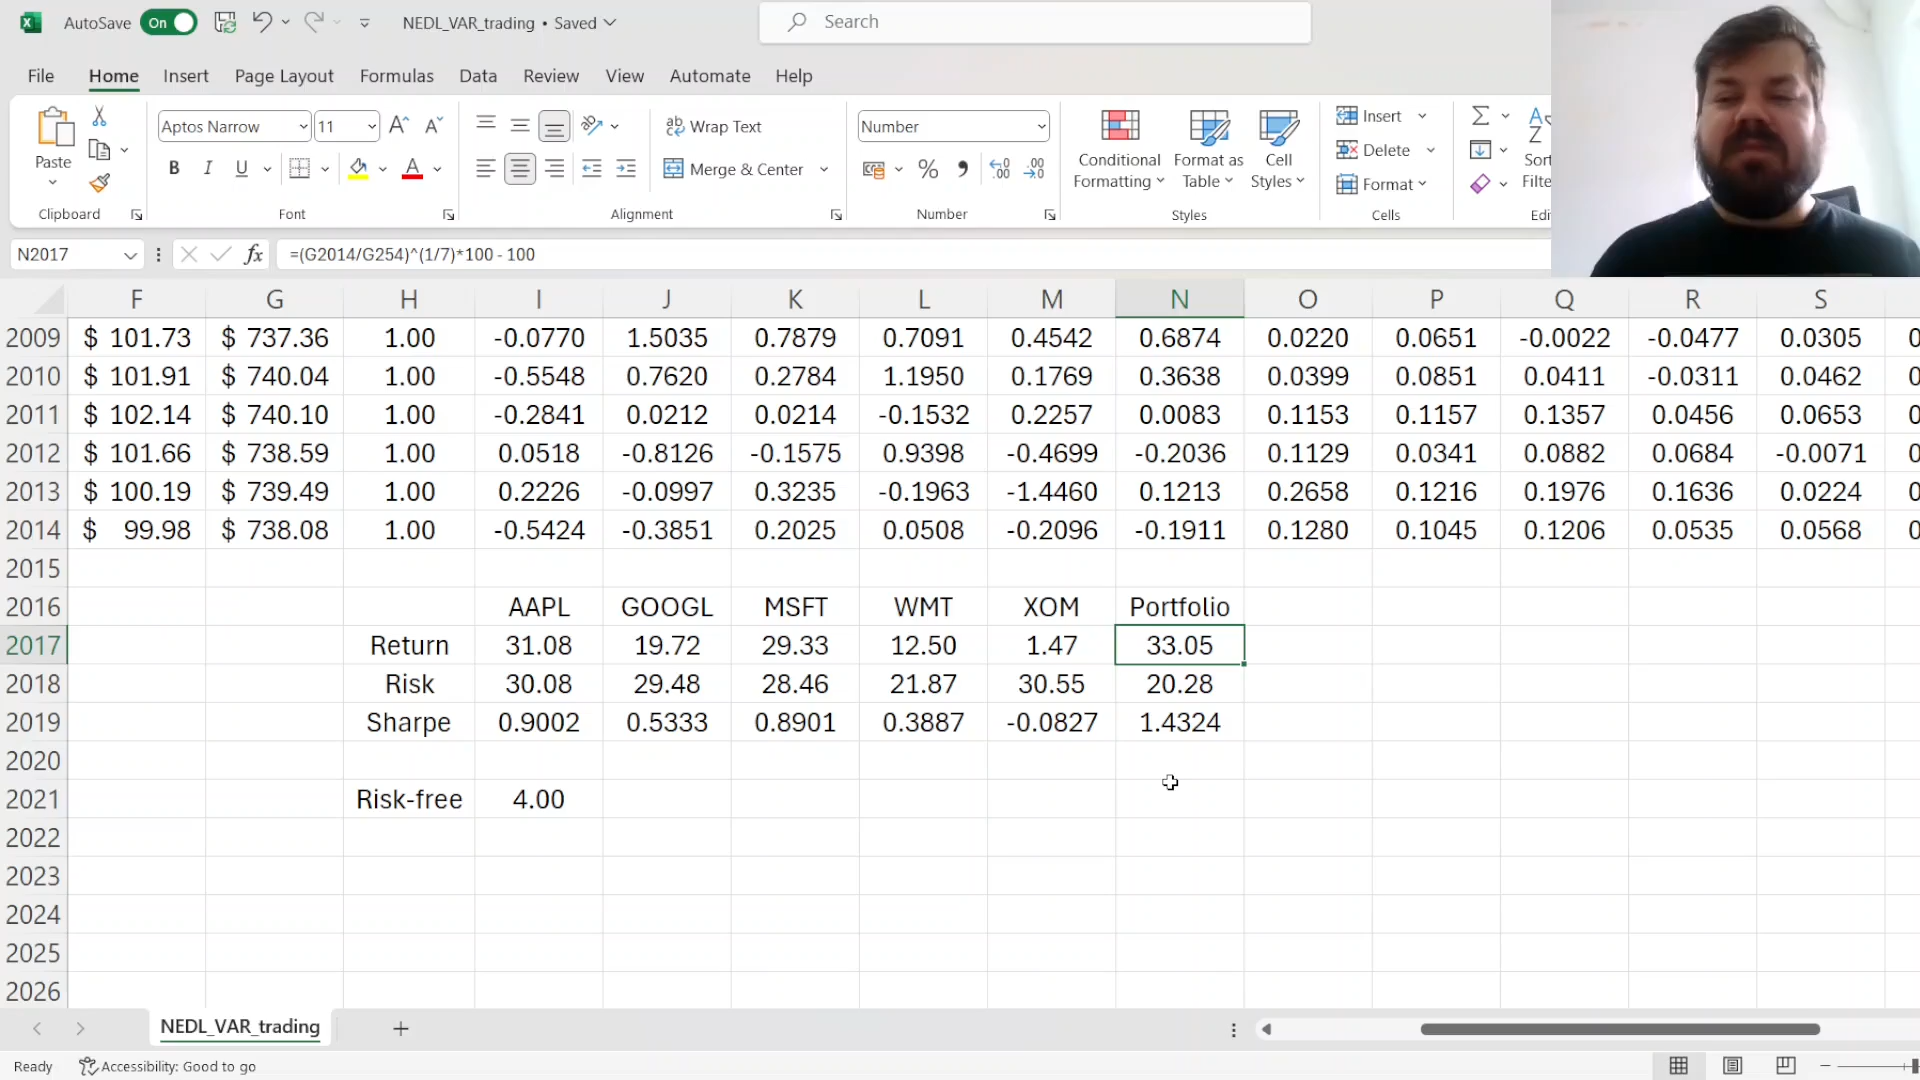 AutoSave On NEDL_VAR_trading • Saved Search
File Home Insert Page Layout Formulas Data Review View Automate Help
Paste Aptos Narrow 11 A^ A˅ Wrap Text Number Conditional Formatting Format as Table Cell Styles Insert
B I U A Merge & Center % , Delete Format Sort Filte
Clipboard Font Alignment Number Styles Cells Edi
N2017 fx =(G2014/G254)^(1/7)*100 - 100
F G H I J K L M N O P Q R S
2009 $ 101.73 $ 737.36 1.00 -0.0770 1.5035 0.7879 0.7091 0.4542 0.6874 0.0220 0.0651 -0.0022 -0.0477 0.0305 0
2010 $ 101.91 $ 740.04 1.00 -0.5548 0.7620 0.2784 1.1950 0.1769 0.3638 0.0399 0.0851 0.0411 -0.0311 0.0462 0
2011 $ 102.14 $ 740.10 1.00 -0.2841 0.0212 0.0214 -0.1532 0.2257 0.0083 0.1153 0.1157 0.1357 0.0456 0.0653 0
2012 $ 101.66 $ 738.59 1.00 0.0518 -0.8126 -0.1575 0.9398 -0.4699 -0.2036 0.1129 0.0341 0.0882 0.0684 -0.0071 0
2013 $ 100.19 $ 739.49 1.00 0.2226 -0.0997 0.3235 -0.1963 -1.4460 0.1213 0.2658 0.1216 0.1976 0.1636 0.0224 0
2014 $ 99.98 $ 738.08 1.00 -0.5424 -0.3851 0.2025 0.0508 -0.2096 -0.1911 0.1280 0.1045 0.1206 0.0535 0.0568 0
2015
2016 AAPL GOOGL MSFT WMT XOM Portfolio
2017 Return 31.08 19.72 29.33 12.50 1.47 33.05
2018 Risk 30.08 29.48 28.46 21.87 30.55 20.28
2019 Sharpe 0.9002 0.5333 0.8901 0.3887 -0.0827 1.4324
2020
2021 Risk-free 4.00
2022
2023
2024
2025
2026
NEDL_VAR_trading
Ready Accessibility: Good to go